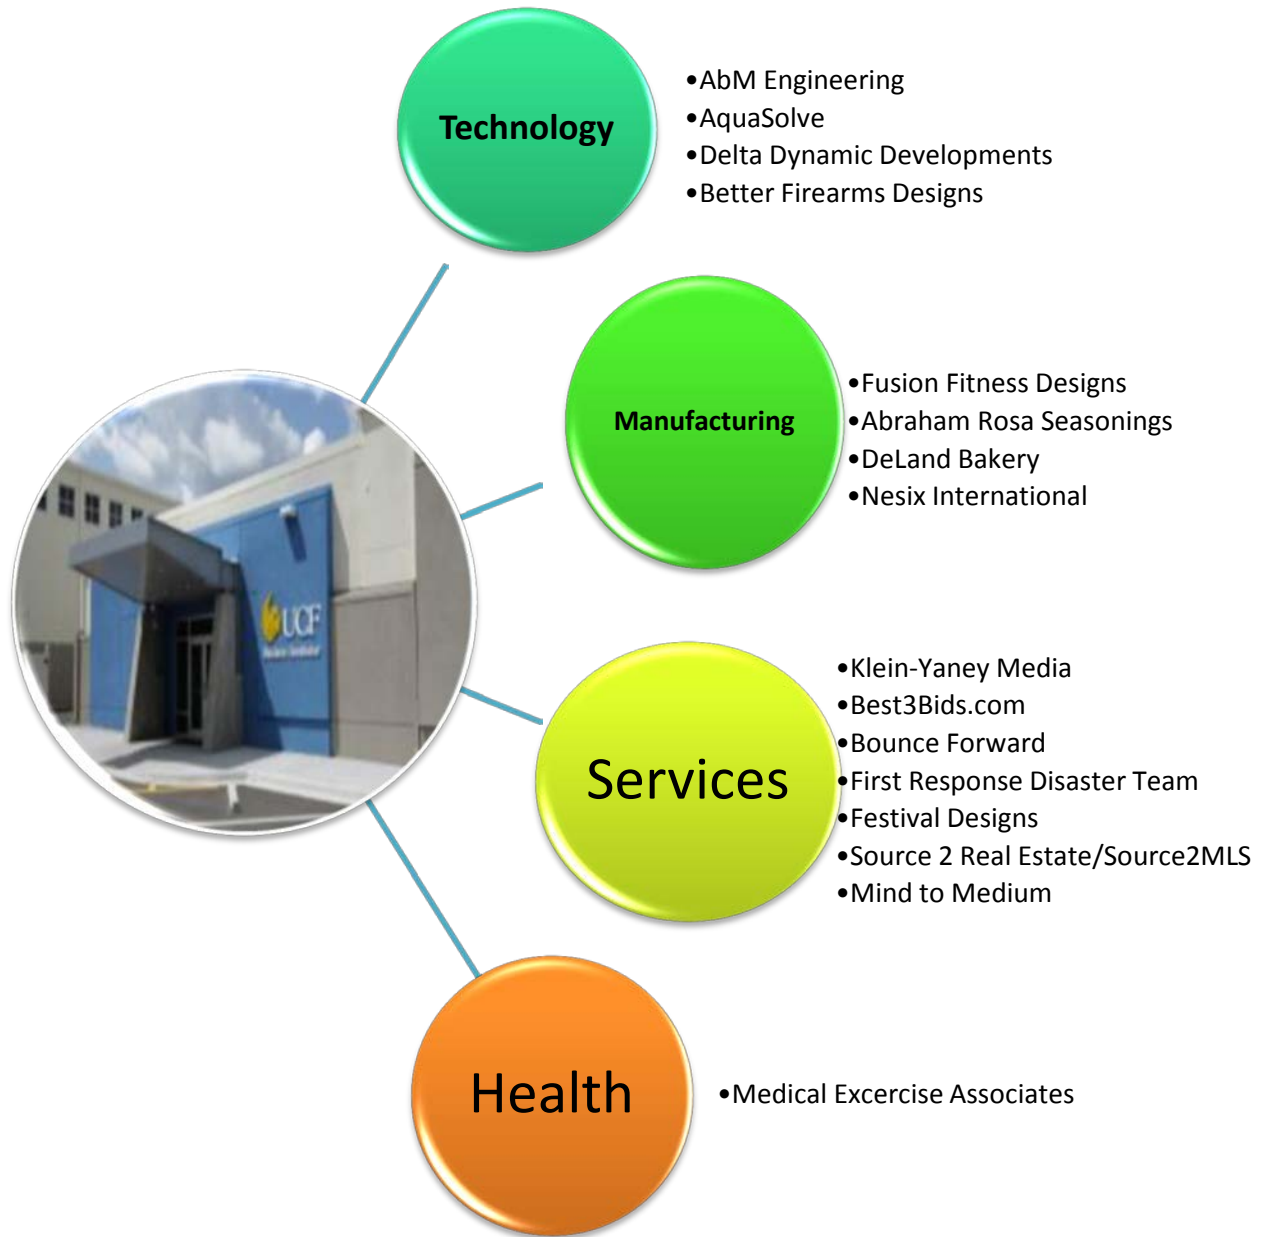 Technology
•AbM Engineering
•AquaSolve
•Delta Dynamic Developments
•Better Firearms Designs
Manufacturing
•Fusion Fitness Designs
•Abraham Rosa Seasonings
•DeLand Bakery
•Nesix International
UCF
Services
•Klein-Yaney Media
•Best3Bids.com
•Bounce Forward
•First Response Disaster Team
•Festival Designs
•Source 2 Real Estate/Source2MLS
•Mind to Medium
Health
•Medical Excercise Associates